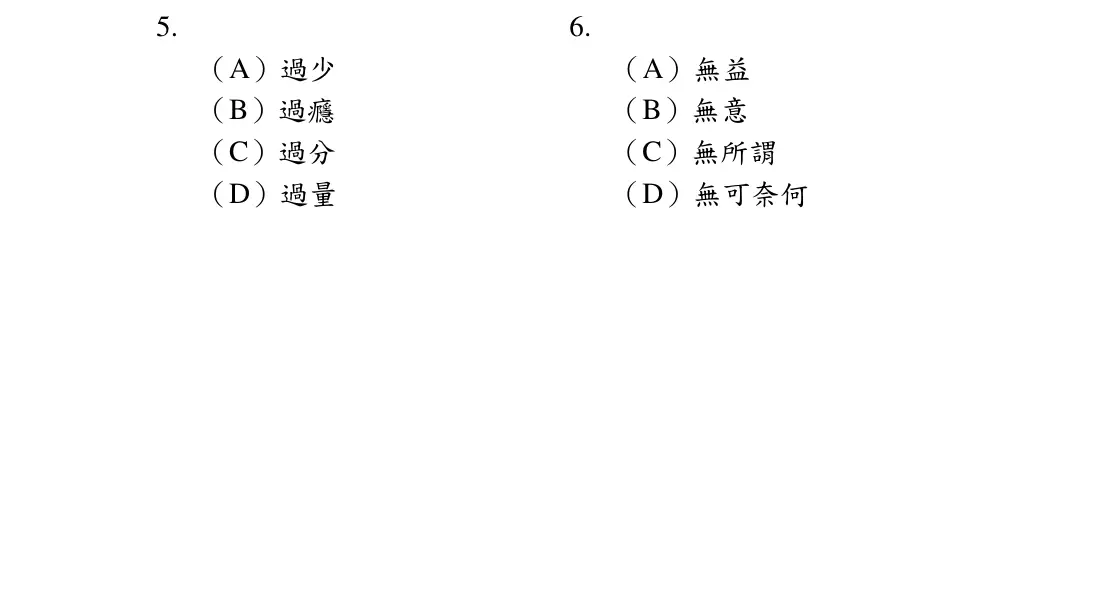 5.
（A）過少
（B）過癮
（C）過分
（D）過量
6.
（A）無益
（B）無意
（C）無所謂
（D）無可奈何